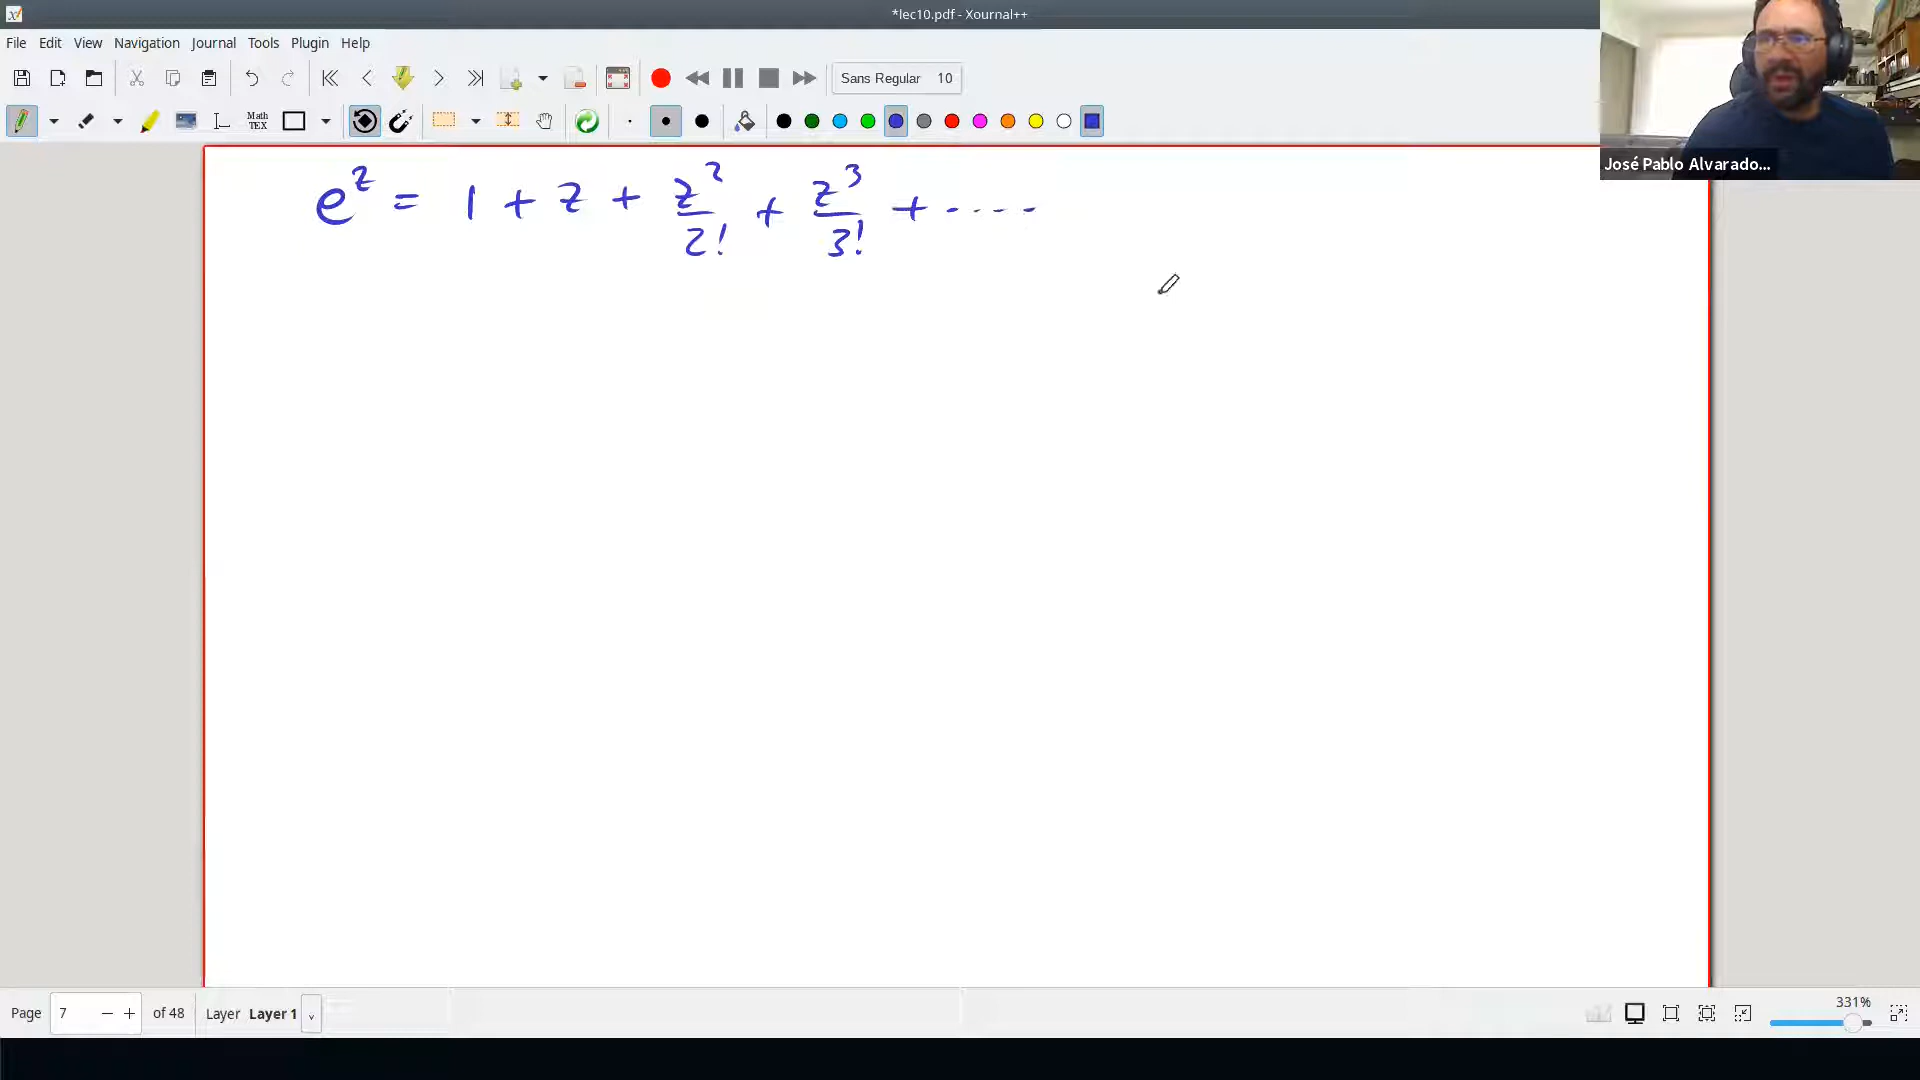 *lec10.pdf - Xournal++
File Edit View Navigation Journal Tools Plugin Help
Sans Regular 10
Math
TEX
José Pablo Alvarado...
e^z = 1 + z + z^2/2! + z^3/3! + .....
Page 7 of 48 Layer Layer 1
331%